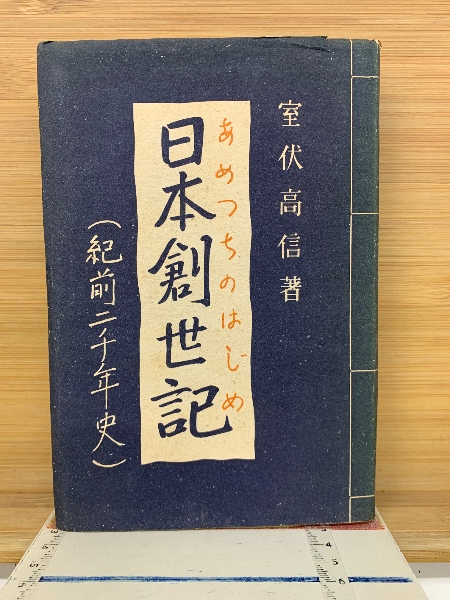 室伏高信著
あめつちのはじめ
日本創世記
(紀前二千年史)